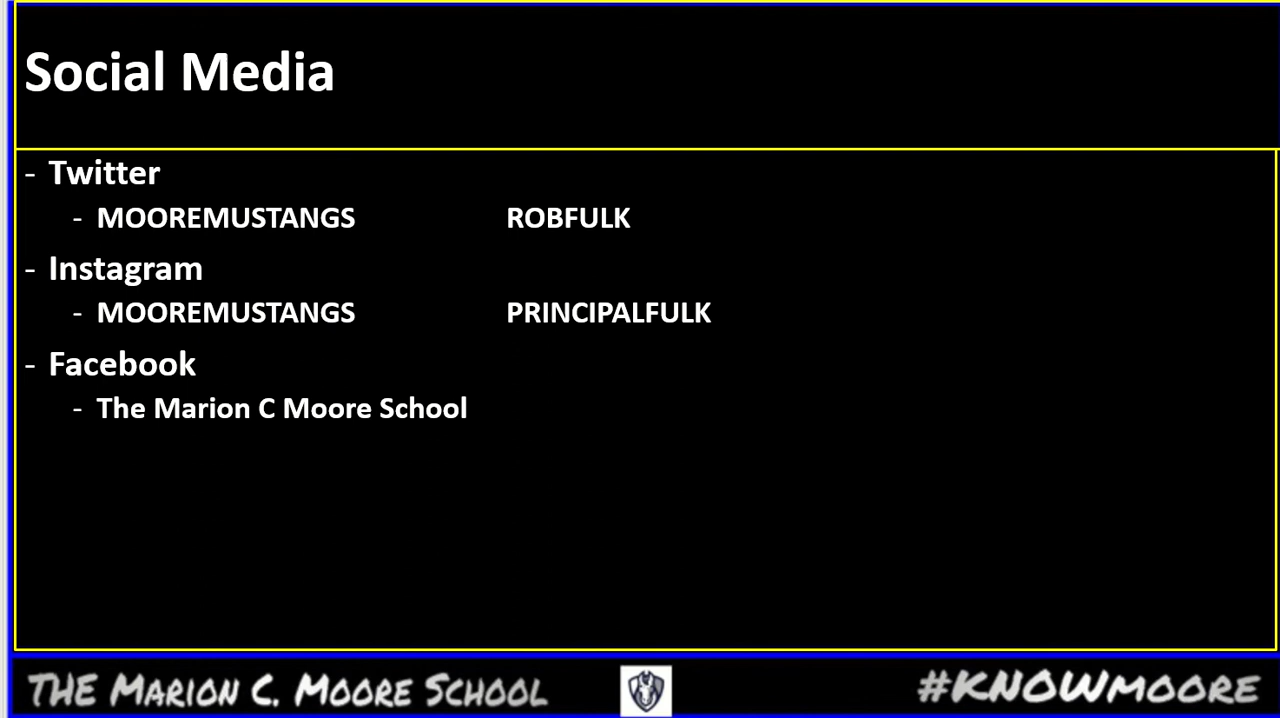 Social Media
- Twitter
- MOOREMUSTANGS ROBFULK
- Instagram
- MOOREMUSTANGS PRINCIPALFULK
- Facebook
- The Marion C Moore School
THE MARION C. MOORE SCHOOL #KNOWMOORE